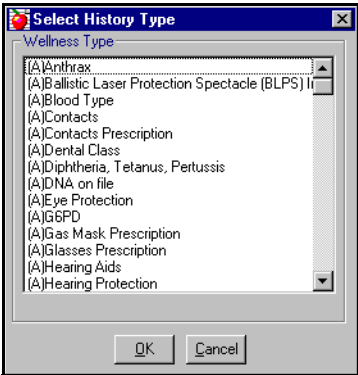 Select History Type
Wellness Type
(A)Anthrax
(A)Ballistic Laser Protection Spectacle (BLPS)
(A)Blood Type
(A)Contacts
(A)Contacts Prescription
(A)Dental Class
(A)Diphtheria, Tetanus, Pertussis
(A)DNA on file
(A)Eye Protection
(A)G6PD
(A)Gas Mask Prescription
(A)Glasses Prescription
(A)Hearing Aids
(A)Hearing Protection
OK Cancel